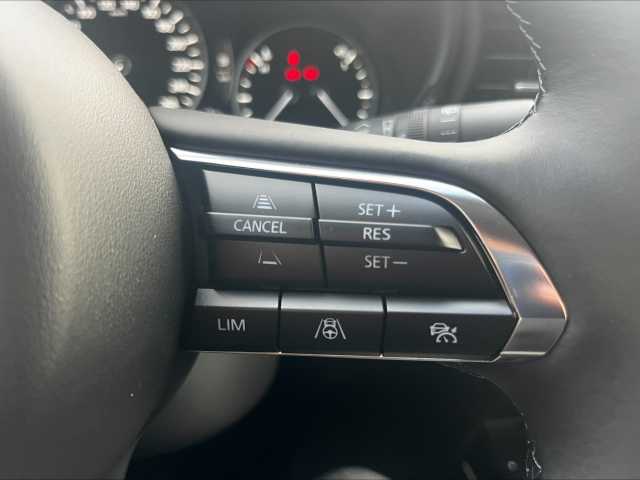 SET+
CANCEL
RES
SET-
LIM